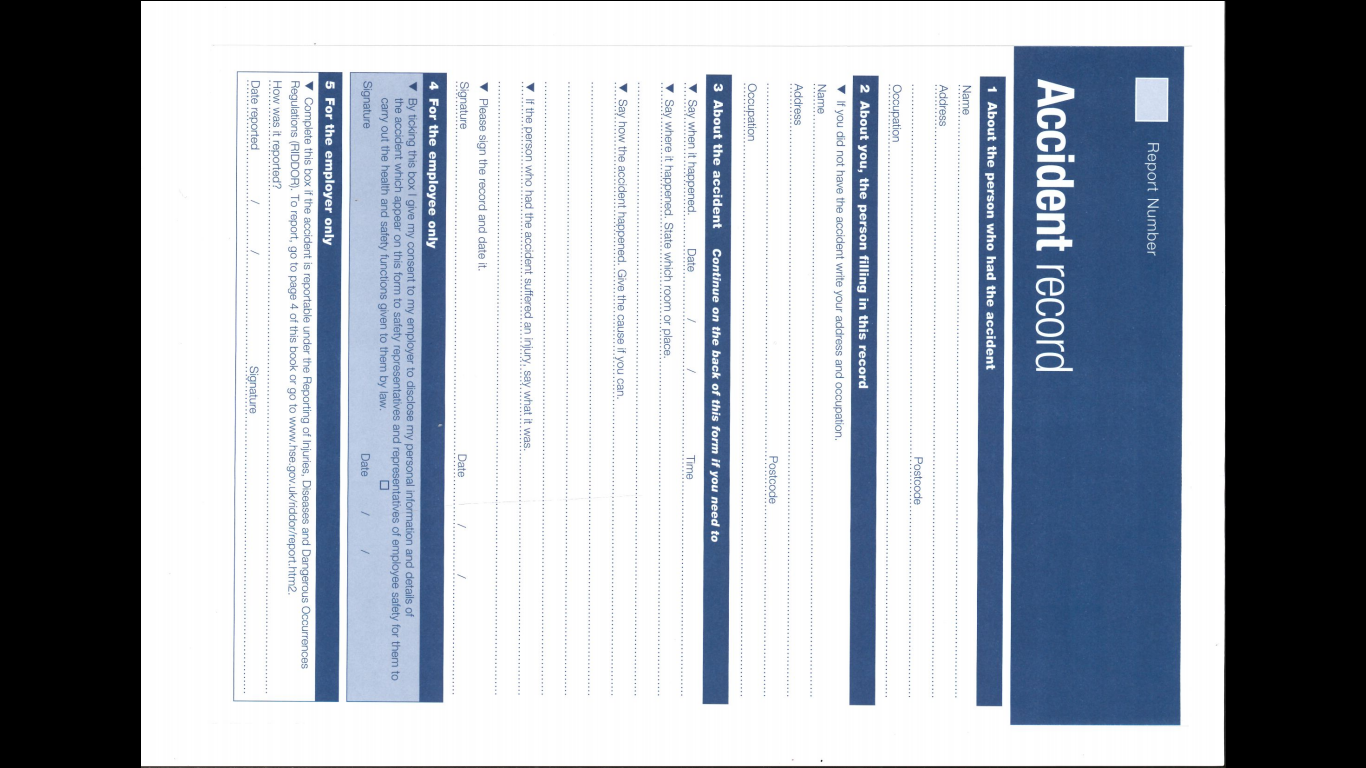 Report Number
Accident record
1 About the person who had the accident
Name
Address
Postcode
Occupation
2 About you, the person filling in this record
▼ If you did not have the accident write your address and occupation.
Name
Address
Postcode
Occupation
3 About the accident Continue on the back of this form if you need to
▼ Say when it happened. Date / / Time
▼ Say where it happened. State which room or place.
▼ Say how the accident happened. Give the cause if you can.
▼ If the person who had the accident suffered an injury, say what it was.
▼ Please sign the record and date it.
Signature Date / /
4 For the employee only
▼ By ticking this box I give my consent to my employer to disclose my personal information and details of
the accident which appear on this form to safety representatives and representatives of employee safety for them to
carry out the health and safety functions given to them by law. ☐
Signature Date / /
5 For the employer only
▼ Complete this box if the accident is reportable under the Reporting of Injuries, Diseases and Dangerous Occurrences
Regulations (RIDDOR). To report, go to page 4 of this book or go to www.hse.gov.uk/riddor/report.htm2.
How was it reported?
Date reported / / Signature